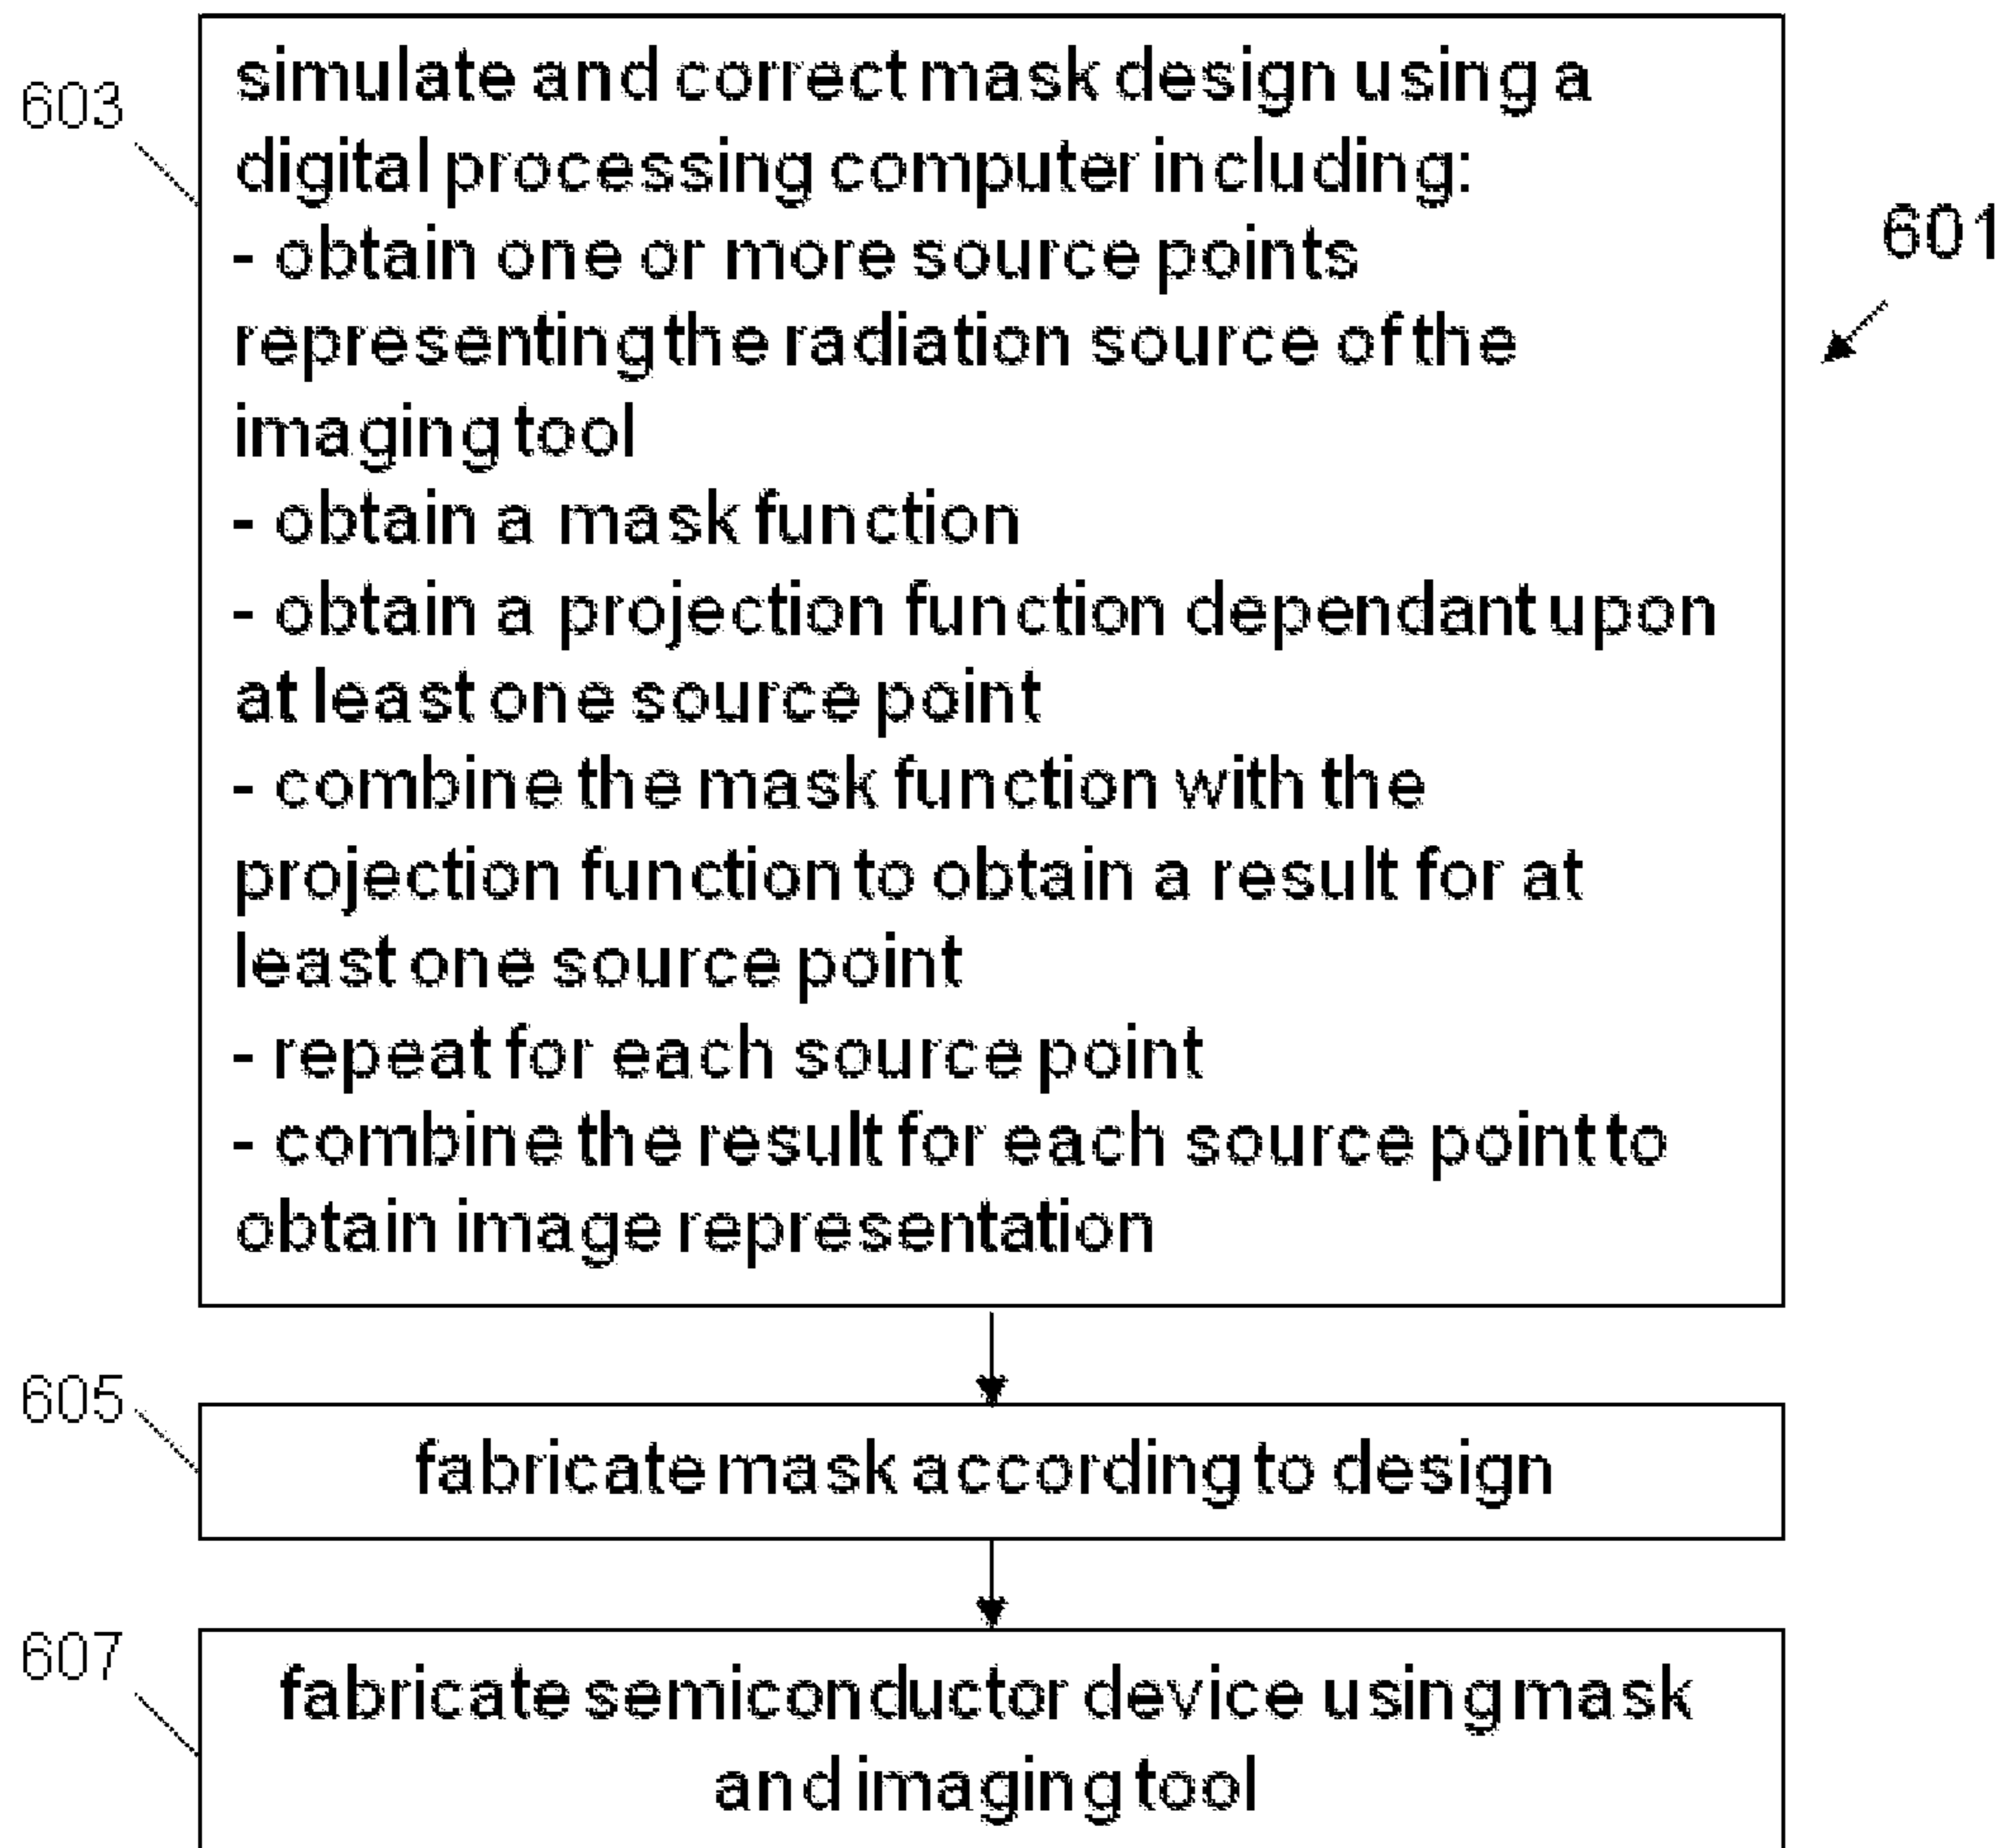 603
simulate and correct mask design using a
digital processing computer including:
- obtain one or more source points
representing the radiation source of the
imaging tool
- obtain a mask function
- obtain a projection function dependant upon
at least one source point
- combine the mask function with the
projection function to obtain a result for at
least one source point
- repeat for each source point
- combine the result for each source point to
obtain image representation
601
605
fabricate mask according to design
607
fabricate semiconductor device using mask
and imaging tool